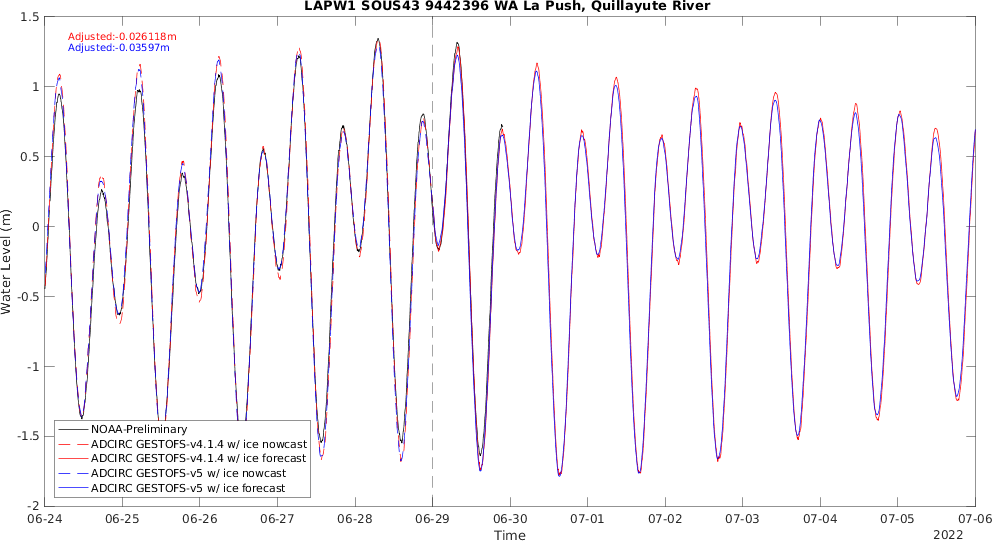 LAPW1 SOUS43 9442396 WA La Push, Quillayute River
Adjusted:-0.026118m
Adjusted:-0.03597m
1.5
1
0.5
0
-0.5
-1
-1.5
-2
Water Level (m)
NOAA-Preliminary
ADCIRC GESTOFS-v4.1.4 w/ ice nowcast
ADCIRC GESTOFS-v4.1.4 w/ ice forecast
ADCIRC GESTOFS-v5 w/ ice nowcast
ADCIRC GESTOFS-v5 w/ ice forecast
06-24 06-25 06-26 06-27 06-28 06-29 06-30 07-01 07-02 07-03 07-04 07-05 07-06
Time
2022